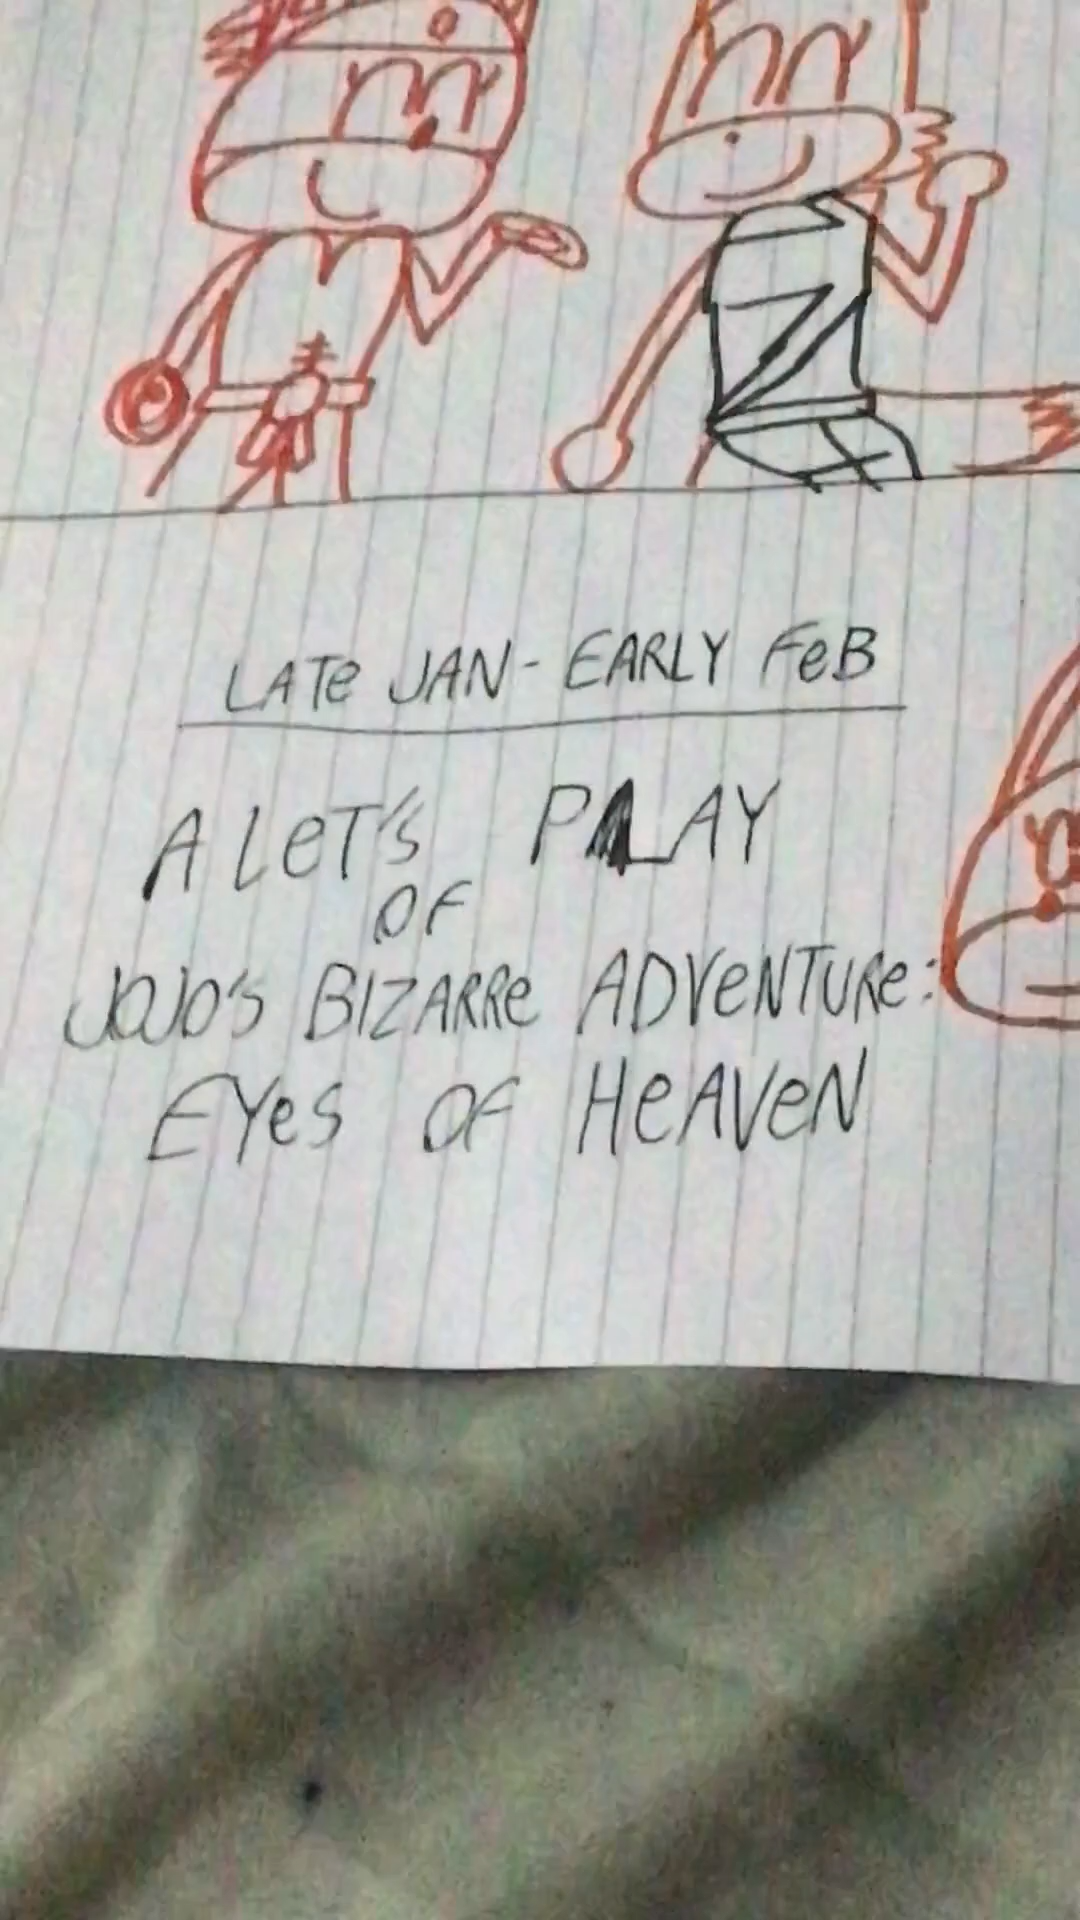 LATe JAN - EARLY FeB
A LeT's PLAY
OF
JOJO'S BIZARRe ADVeNTURe:
EYes OF HeAVeN